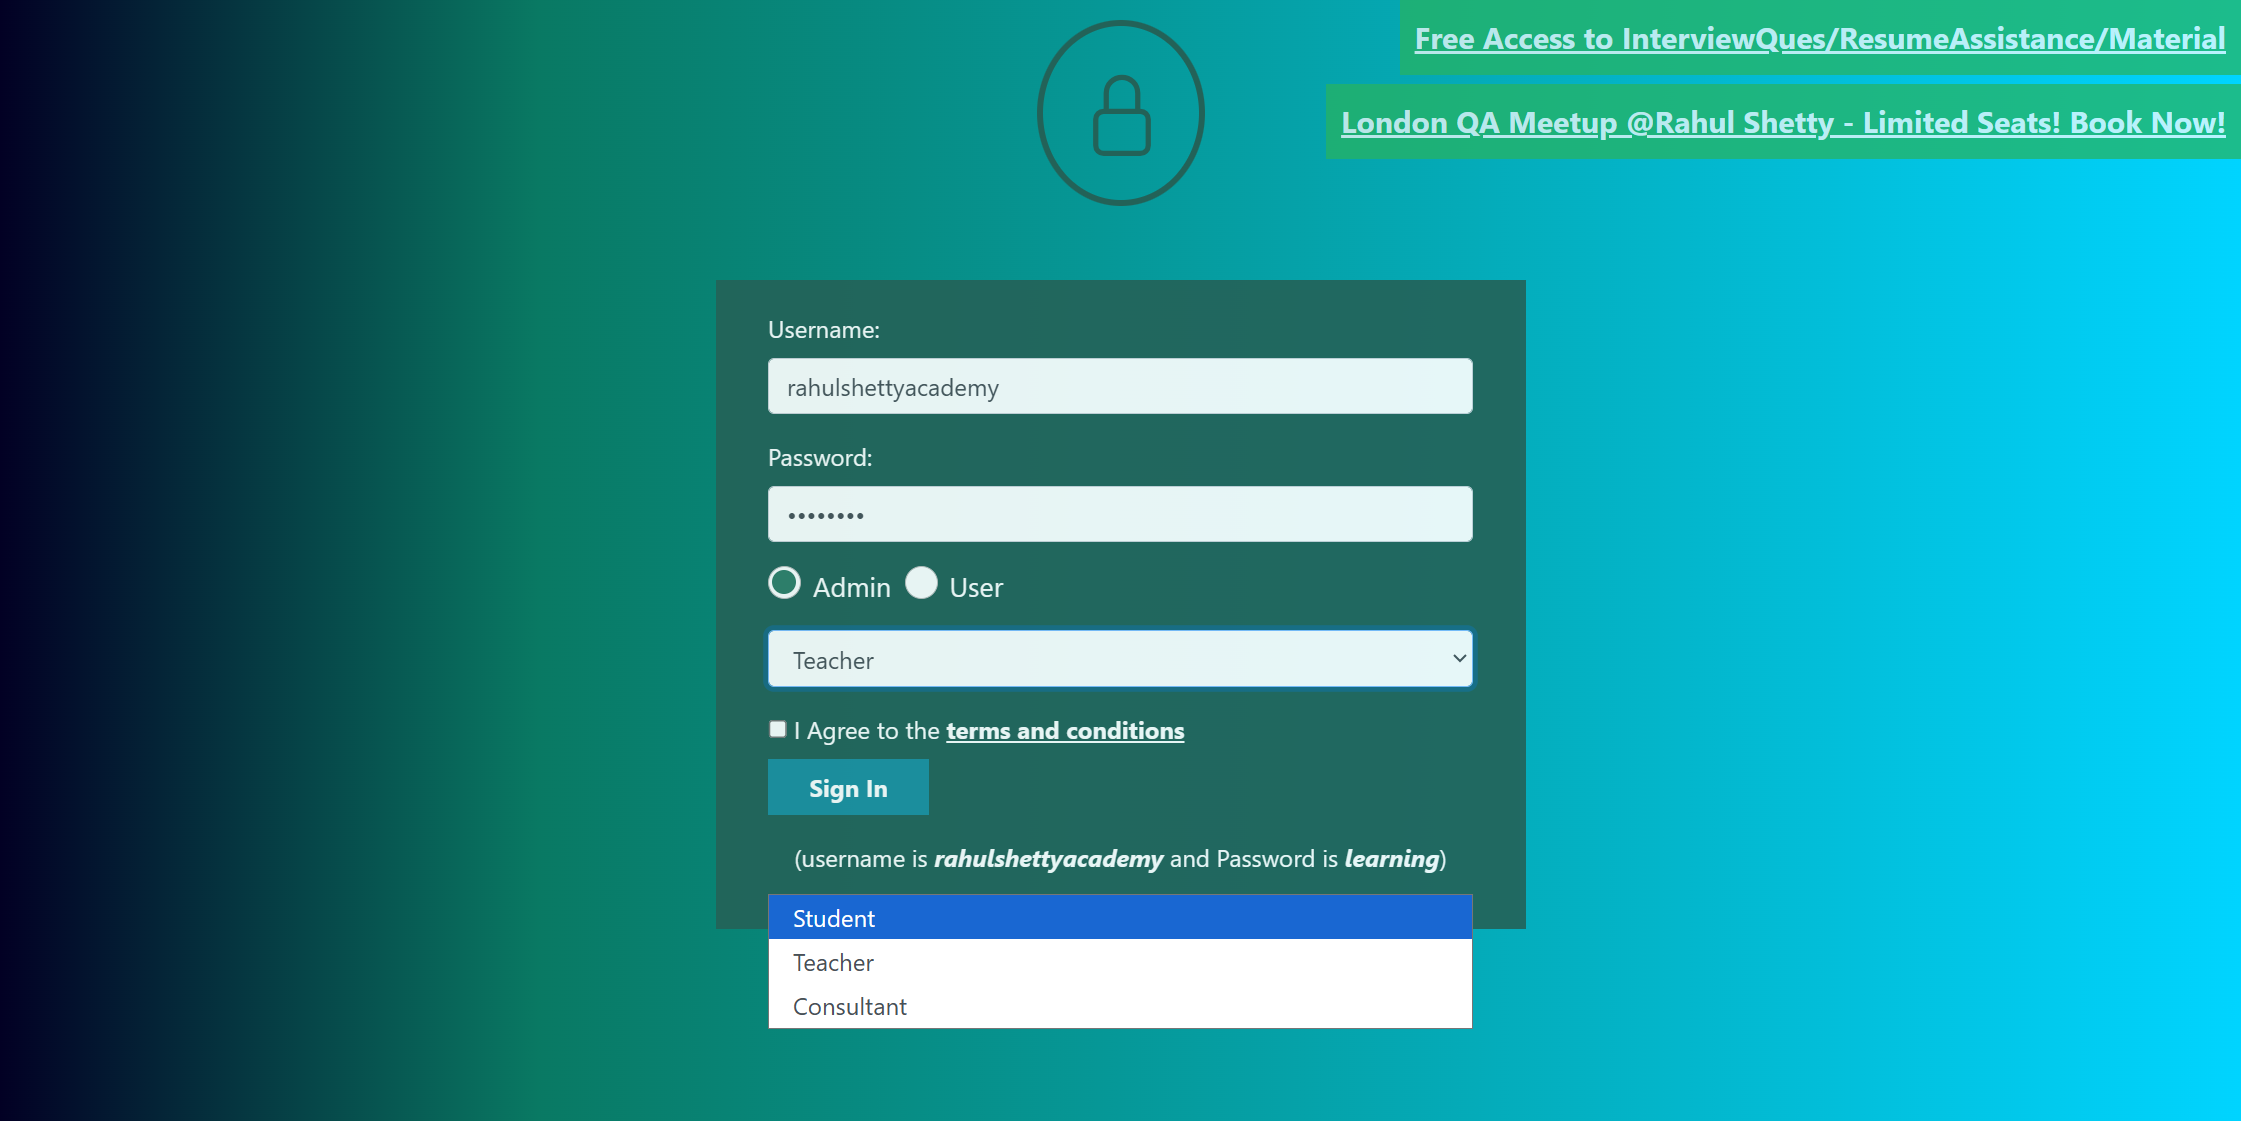 Free Access to InterviewQues/ResumeAssistance/Material
London QA Meetup @Rahul Shetty - Limited Seats! Book Now!
Username:
rahulshettyacademy
Password:
••••••••
Admin User
Teacher
I Agree to the terms and conditions
Sign In
(username is rahulshettyacademy and Password is learning)
Student
Teacher
Consultant